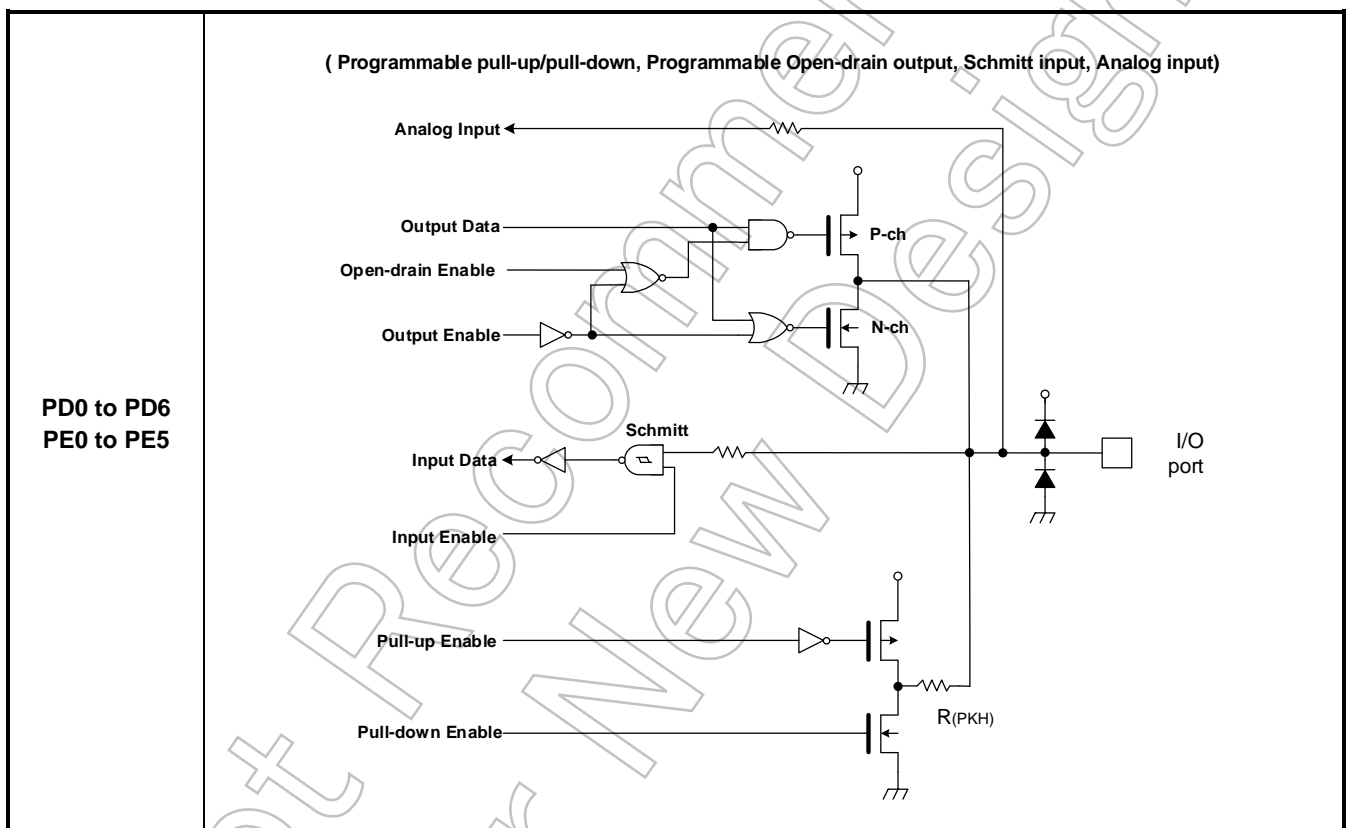 ( Programmable pull-up/pull-down, Programmable Open-drain output, Schmitt input, Analog input)
Analog Input
Output Data
P-ch
Open-drain Enable
Output Enable
N-ch
PD0 to PD6
PE0 to PE5
Schmitt
Input Data
I/O
port
Input Enable
Pull-up Enable
R(PKH)
Pull-down Enable